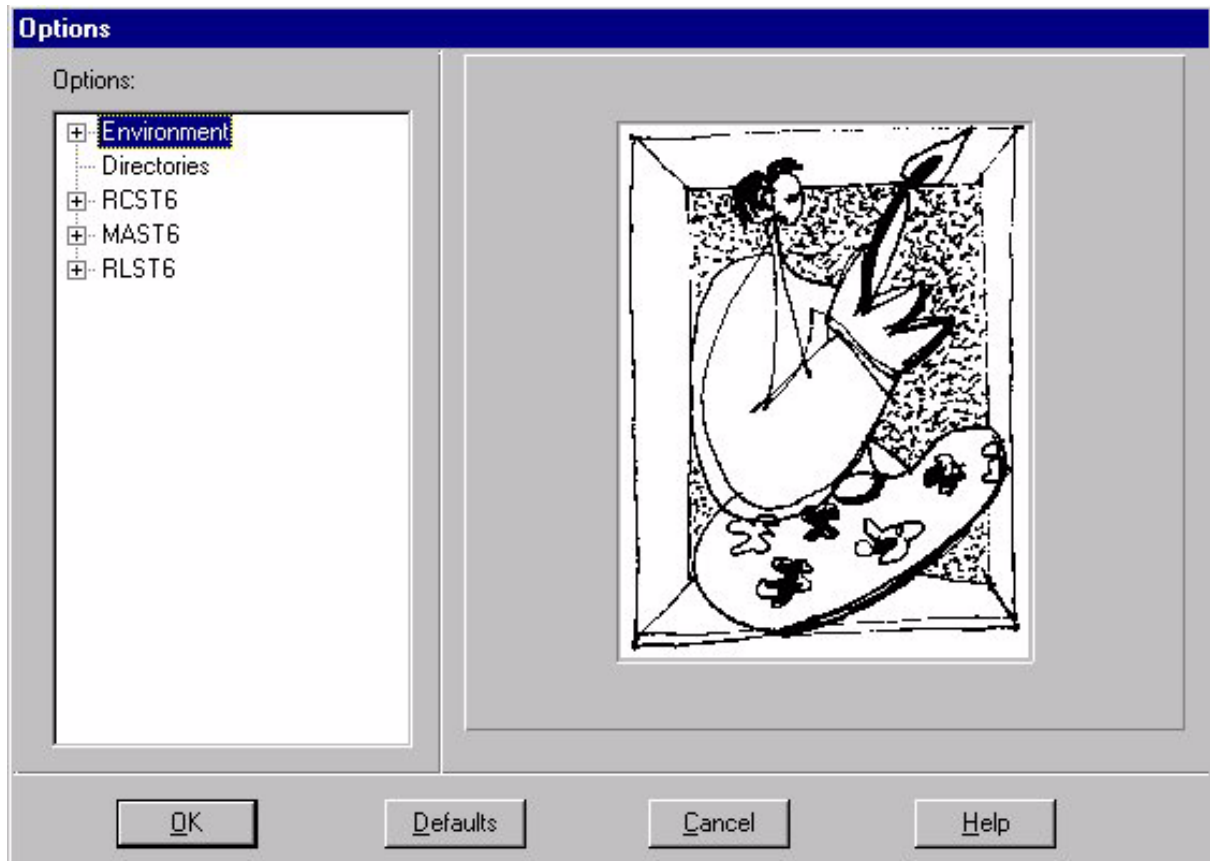 Options
Options:
Environment
Directories
RCST6
MAST6
RLST6
OK
Defaults
Cancel
Help